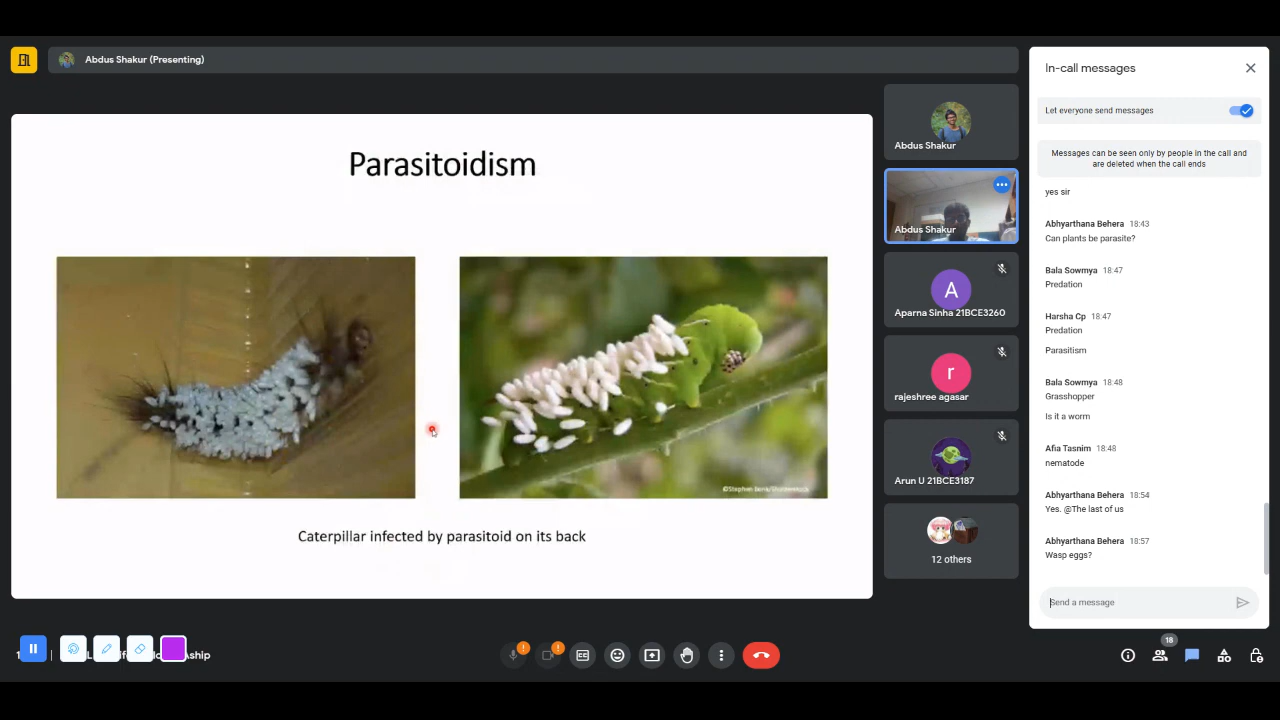 Abdus Shakur (Presenting)
Parasitoidism
Caterpillar infected by parasitoid on its back
Abdus Shakur
Abdus Shakur
A
Aparna Sinha 21BCE3260
r
rajeshree agasar
Arun U 21BCE3187
12 others
In-call messages
Let everyone send messages
Messages can be seen only by people in the call and
are deleted when the call ends
yes sir
Abhyarthana Behera 18:43
Can plants be parasite?
Bala Sowmya 18:47
Predation
Harsha Cp 18:47
Predation
Parasitism
Bala Sowmya 18:48
Grasshopper
Is it a worm
Afia Tasnim 18:48
nematode
Abhyarthana Behera 18:54
Yes. @The last of us
Abhyarthana Behera 18:57
Wasp eggs?
Send a message
18